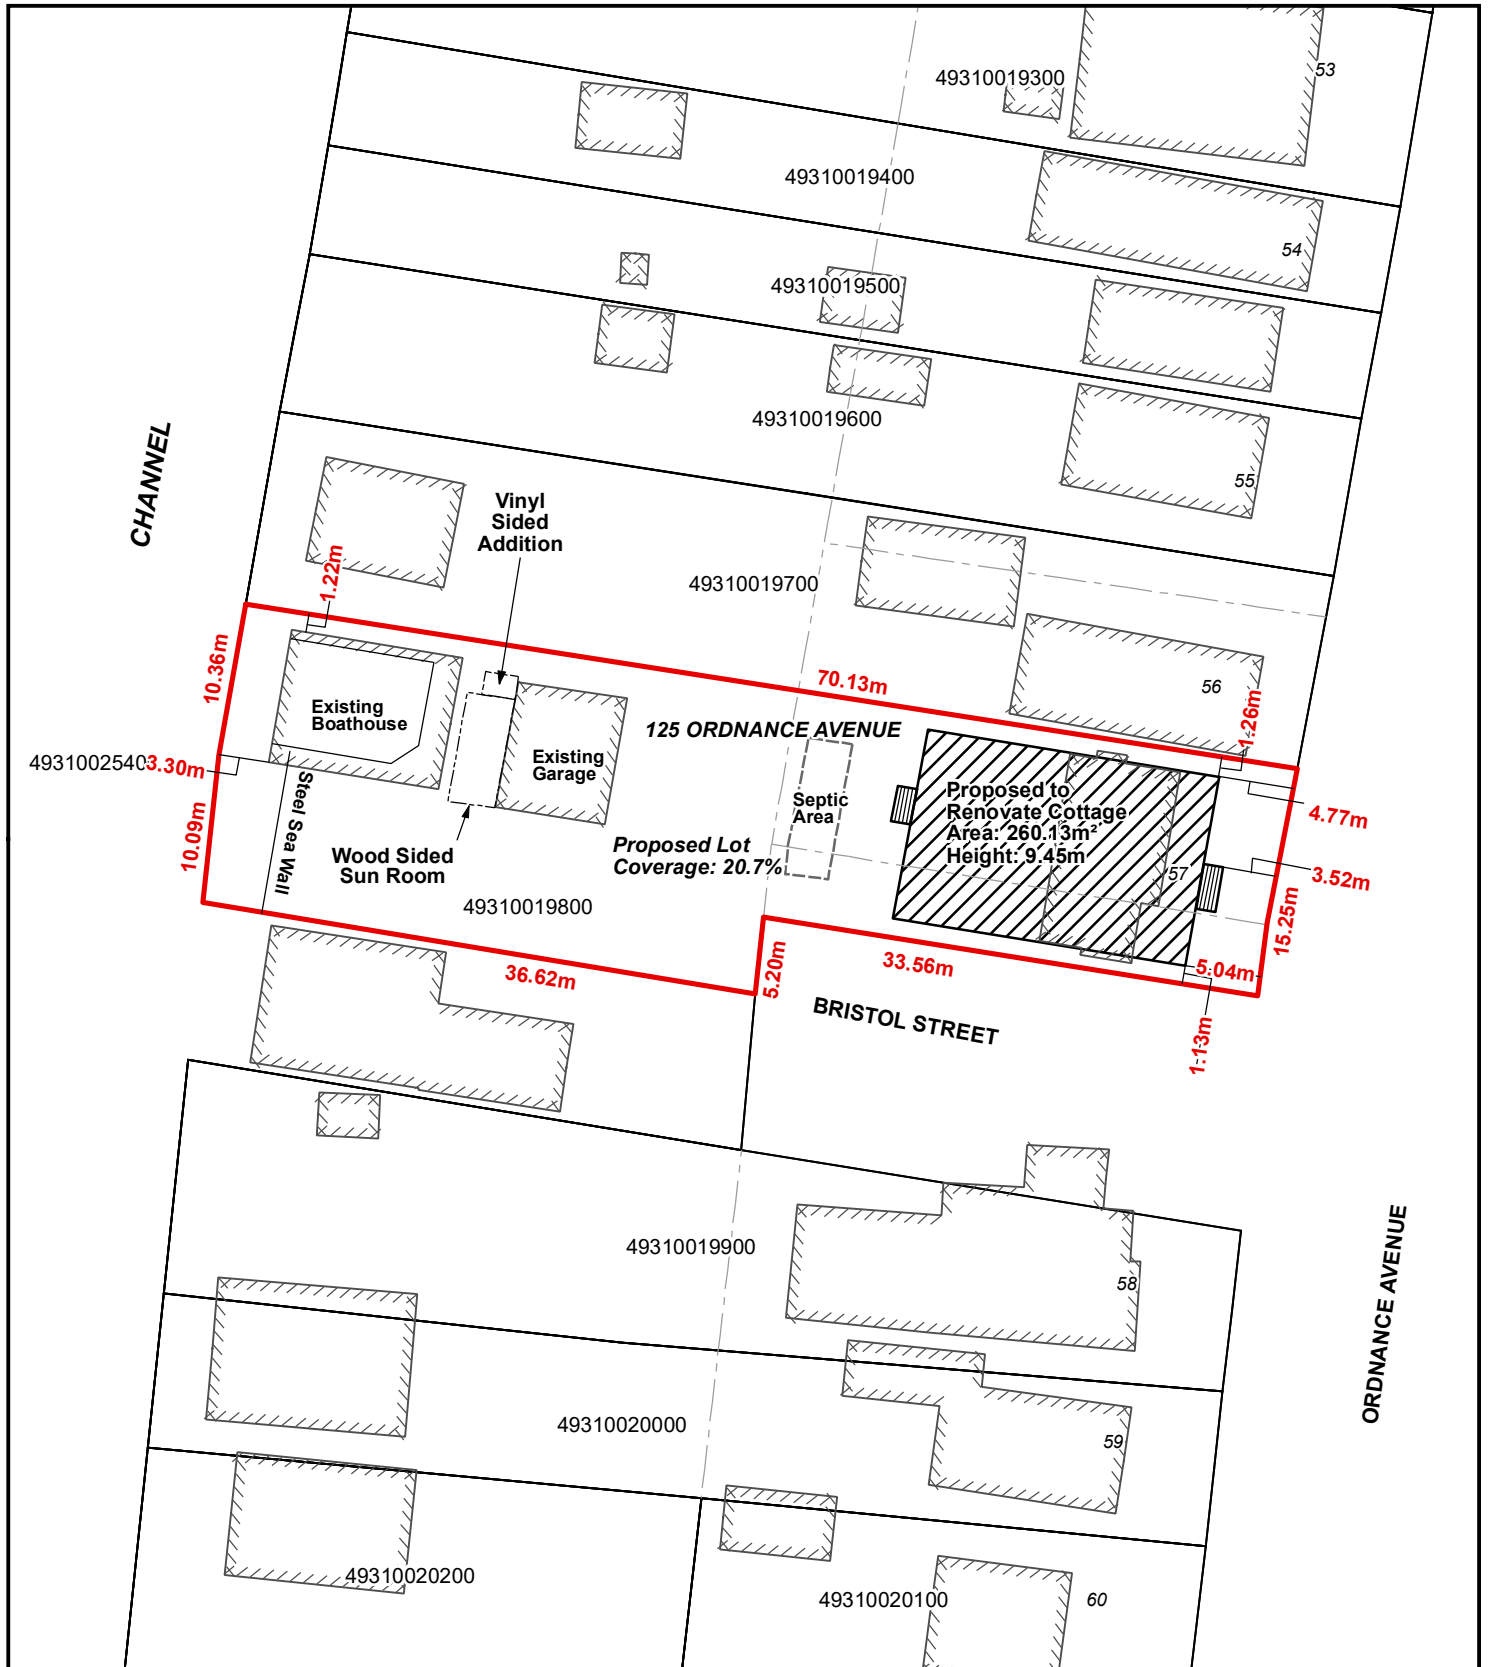 49310019300
53
49310019400
54
49310019500
49310019600
55
CHANNEL
Vinyl
Sided
Addition
1.22m
49310019700
56
10.36m
70.13m
1.26m
Existing
Boathouse
125 ORDNANCE AVENUE
Existing
Garage
4931002540
3.30m
Steel Sea Wall
Septic
Area
Proposed to
Renovate Cottage
Area: 260.13m²
Height: 9.45m
4.77m
10.09m
Wood Sided
Sun Room
Proposed Lot
Coverage: 20.7%
57
3.52m
49310019800
15.25m
36.62m
5.20m
33.56m
5.04m
BRISTOL STREET
1.13m
49310019900
58
ORDNANCE AVENUE
49310020000
59
49310020200
49310020100
60